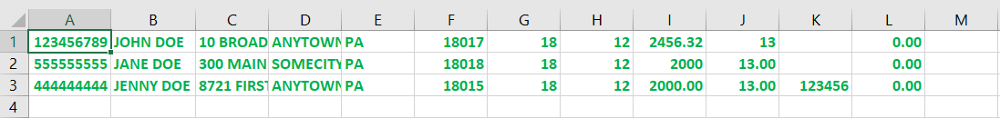 A B C D E F G H I J K L M
1 123456789 JOHN DOE 10 BROAD ANYTOWN PA 18017 18 12 2456.32 13 0.00
2 555555555 JANE DOE 300 MAIN SOMECITY PA 18018 18 12 2000 13.00 0.00
3 444444444 JENNY DOE 8721 FIRST ANYTOWN PA 18015 18 12 2000.00 13.00 123456 0.00
4